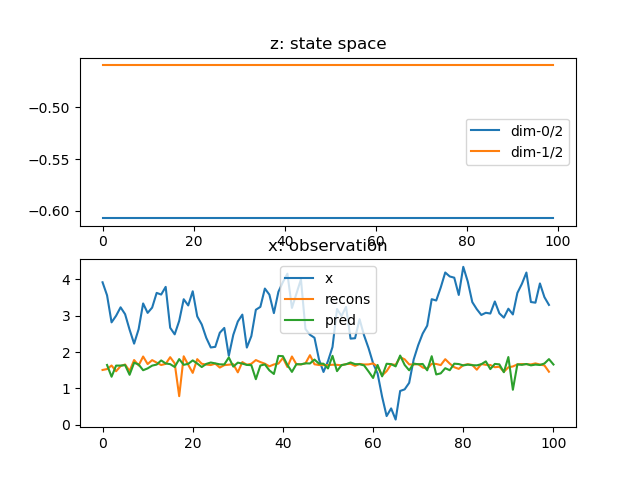 z: state space
−0.50
−0.55
−0.60
dim-0/2
dim-1/2
0 20 40 60 80 100
x: observation
4
3
2
1
0
x
recons
pred
0 20 40 60 80 100